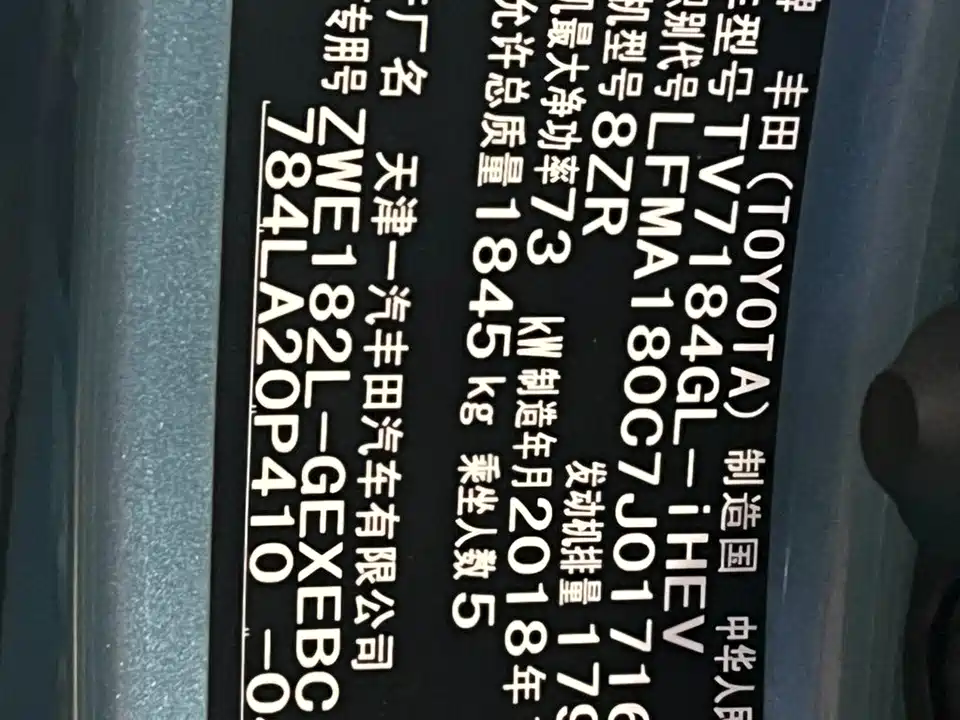 牌 丰田(TOYOTA) 制造国 中华人民
车型号 TV7184GL-iHEV
识别代号 LFMA180C7J01716
机型号 8ZR 发动机排量 179
机最大净功率 73 kW 制造年月 2018年
允许总质量 1845 kg 乘坐人数 5
厂名 天津一汽丰田汽车有限公司
专用号 ZWE182L-GEXEBC
784LA20P410 -0